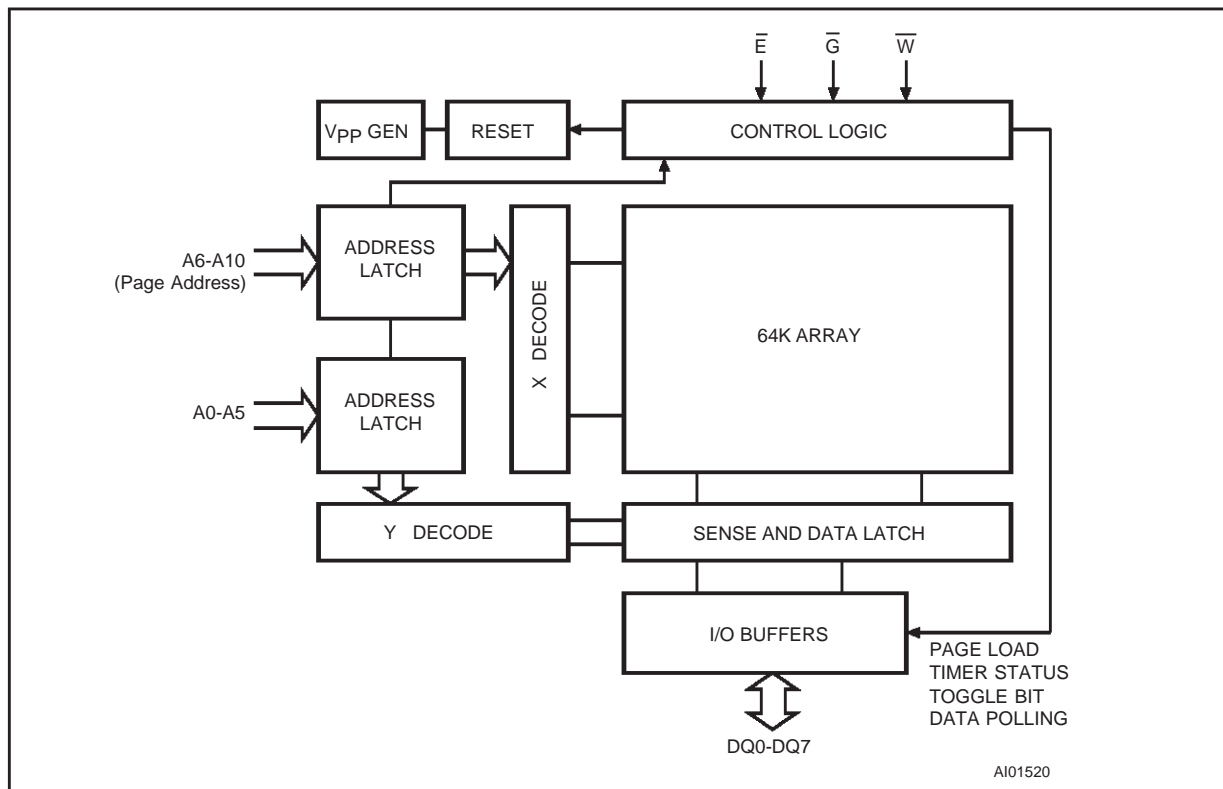 E̅ G̅ W̅
VPP GEN
RESET
CONTROL LOGIC
A6-A10
(Page Address)
ADDRESS
LATCH
X DECODE
64K ARRAY
A0-A5
ADDRESS
LATCH
Y DECODE
SENSE AND DATA LATCH
I/O BUFFERS
PAGE LOAD
TIMER STATUS
TOGGLE BIT
DATA POLLING
DQ0-DQ7
AI01520